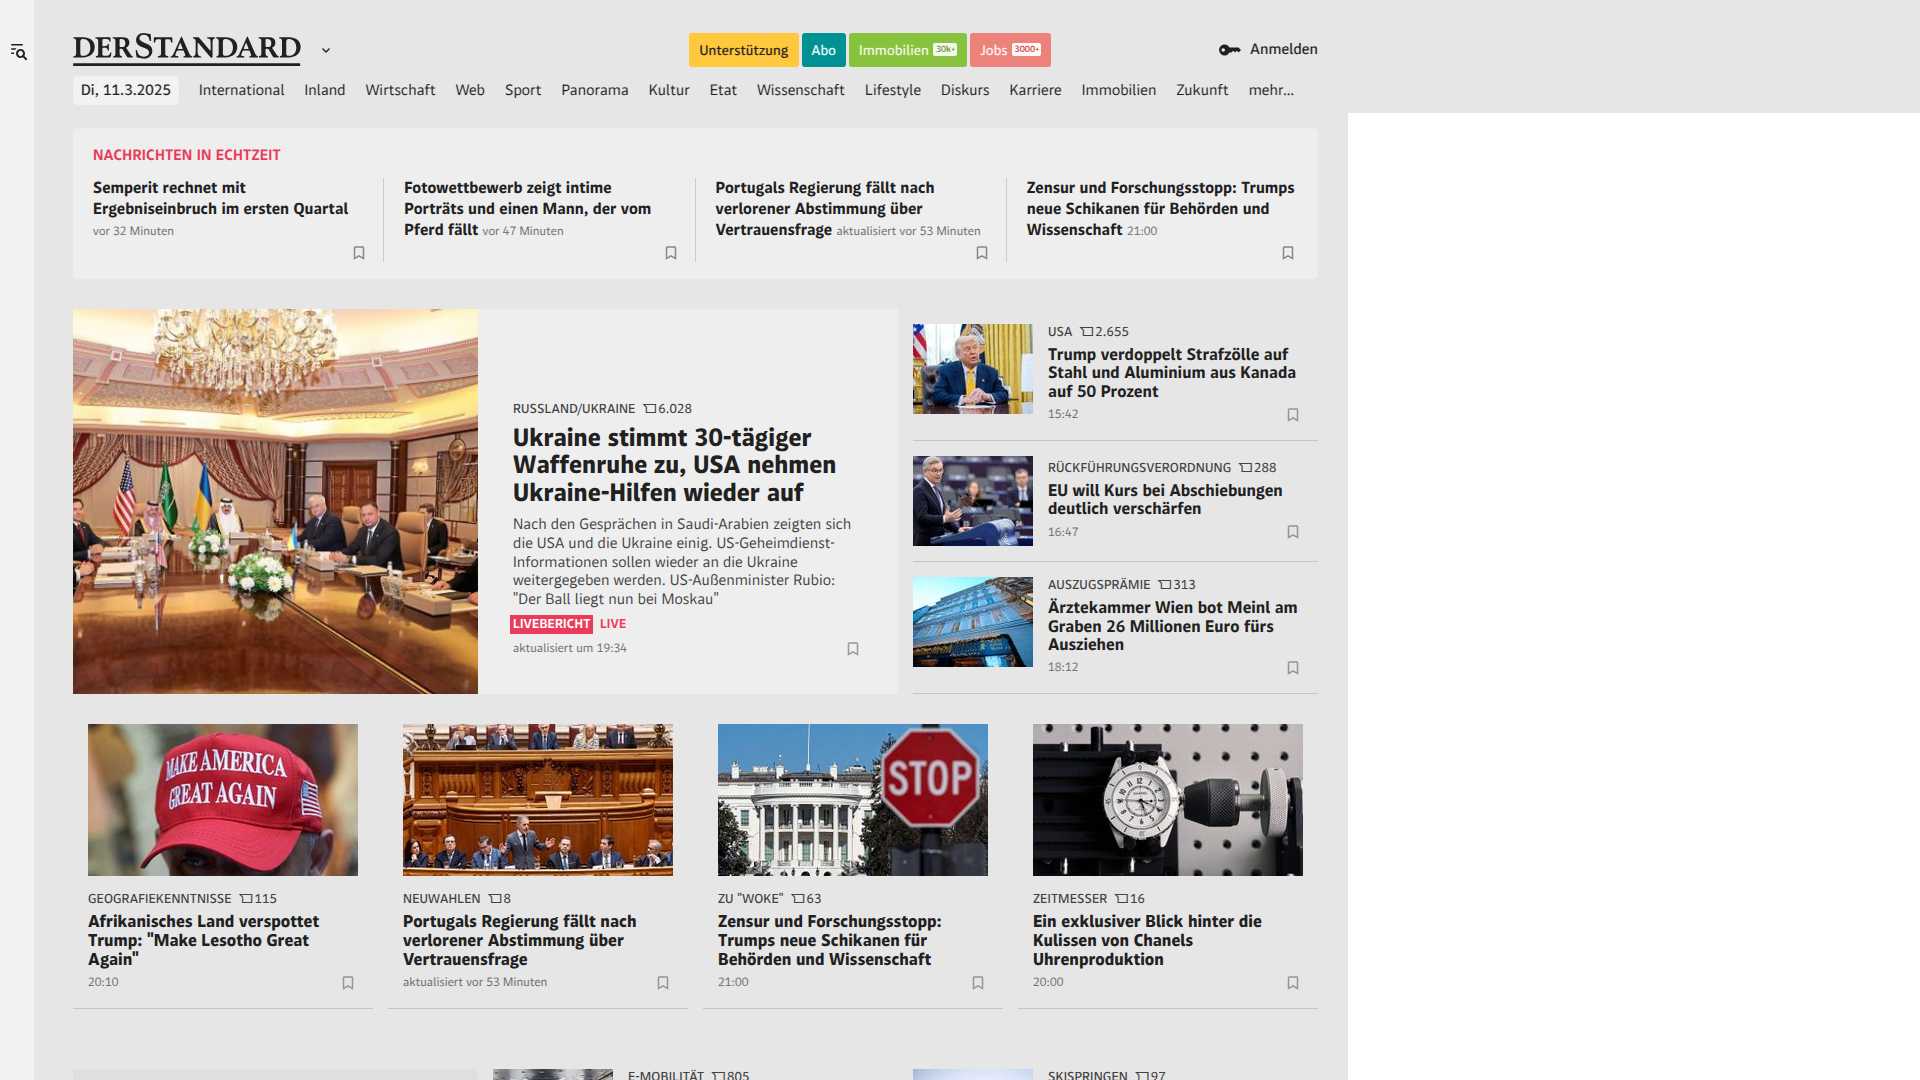 DERSTANDARD
Unterstützung
Abo
Immobilien 30k+
Jobs 3000+
Anmelden
Di, 11.3.2025
International
Inland
Wirtschaft
Web
Sport
Panorama
Kultur
Etat
Wissenschaft
Lifestyle
Diskurs
Karriere
Immobilien
Zukunft
mehr...
NACHRICHTEN IN ECHTZEIT
Semperit rechnet mit
Ergebniseinbruch im ersten Quartal
vor 32 Minuten
Fotowettbewerb zeigt intime
Porträts und einen Mann, der vom
Pferd fällt vor 47 Minuten
Portugals Regierung fällt nach
verlorener Abstimmung über
Vertrauensfrage aktualisiert vor 53 Minuten
Zensur und Forschungsstopp: Trumps
neue Schikanen für Behörden und
Wissenschaft 21:00
RUSSLAND/UKRAINE 6.028
Ukraine stimmt 30-tägiger
Waffenruhe zu, USA nehmen
Ukraine-Hilfen wieder auf
Nach den Gesprächen in Saudi-Arabien zeigten sich
die USA und die Ukraine einig. US-Geheimdienst-
Informationen sollen wieder an die Ukraine
weitergegeben werden. US-Außenminister Rubio:
"Der Ball liegt nun bei Moskau"
LIVEBERICHT LIVE
aktualisiert um 19:34
USA 2.655
Trump verdoppelt Strafzölle auf
Stahl und Aluminium aus Kanada
auf 50 Prozent
15:42
RÜCKFÜHRUNGSVERORDNUNG 288
EU will Kurs bei Abschiebungen
deutlich verschärfen
16:47
AUSZUGSPRÄMIE 313
Ärztekammer Wien bot Meinl am
Graben 26 Millionen Euro fürs
Ausziehen
18:12
MAKE AMERICA
GREAT AGAIN
GEOGRAFIEKENNTNISSE 115
Afrikanisches Land verspottet
Trump: "Make Lesotho Great
Again"
20:10
NEUWAHLEN 8
Portugals Regierung fällt nach
verlorener Abstimmung über
Vertrauensfrage
aktualisiert vor 53 Minuten
STOP
ZU "WOKE" 63
Zensur und Forschungsstopp:
Trumps neue Schikanen für
Behörden und Wissenschaft
21:00
ZEITMESSER 16
Ein exklusiver Blick hinter die
Kulissen von Chanels
Uhrenproduktion
20:00
E-MOBILITÄT 805
SKISPRINGEN 97